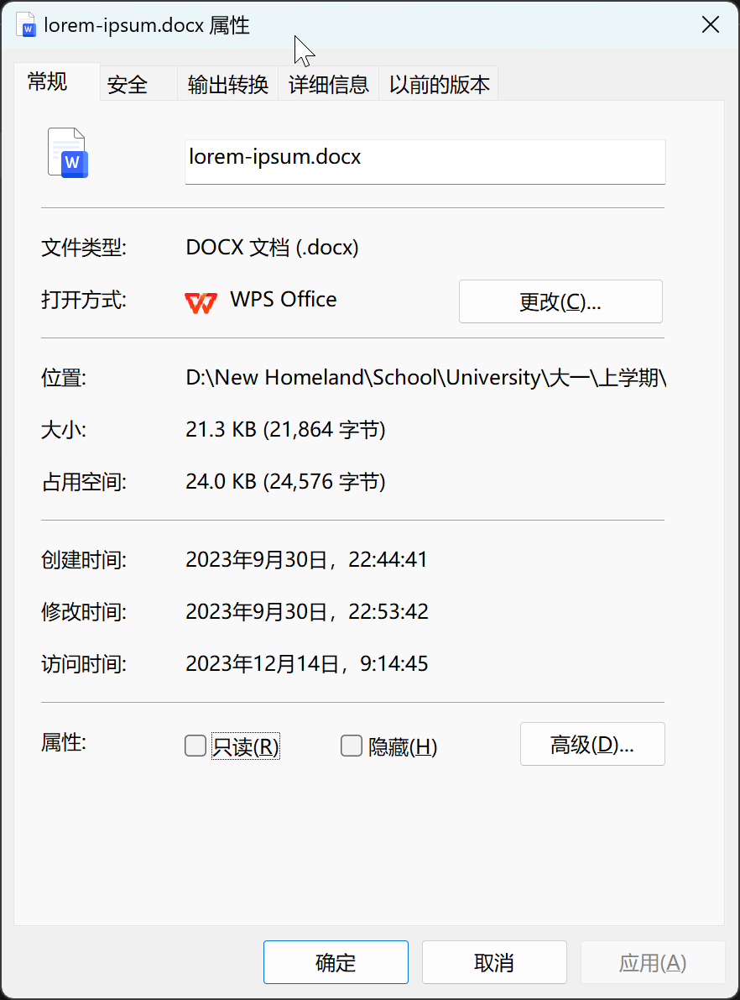 lorem-ipsum.docx 属性
常规 安全 输出转换 详细信息 以前的版本
W
lorem-ipsum.docx
文件类型: DOCX 文档 (.docx)
打开方式: WPS Office 更改(C)...
位置: D:\New Homeland\School\University\大一\上学期\
大小: 21.3 KB (21,864 字节)
占用空间: 24.0 KB (24,576 字节)
创建时间: 2023年9月30日，22:44:41
修改时间: 2023年9月30日，22:53:42
访问时间: 2023年12月14日，9:14:45
属性: 只读(R) 隐藏(H) 高级(D)...
确定 取消 应用(A)